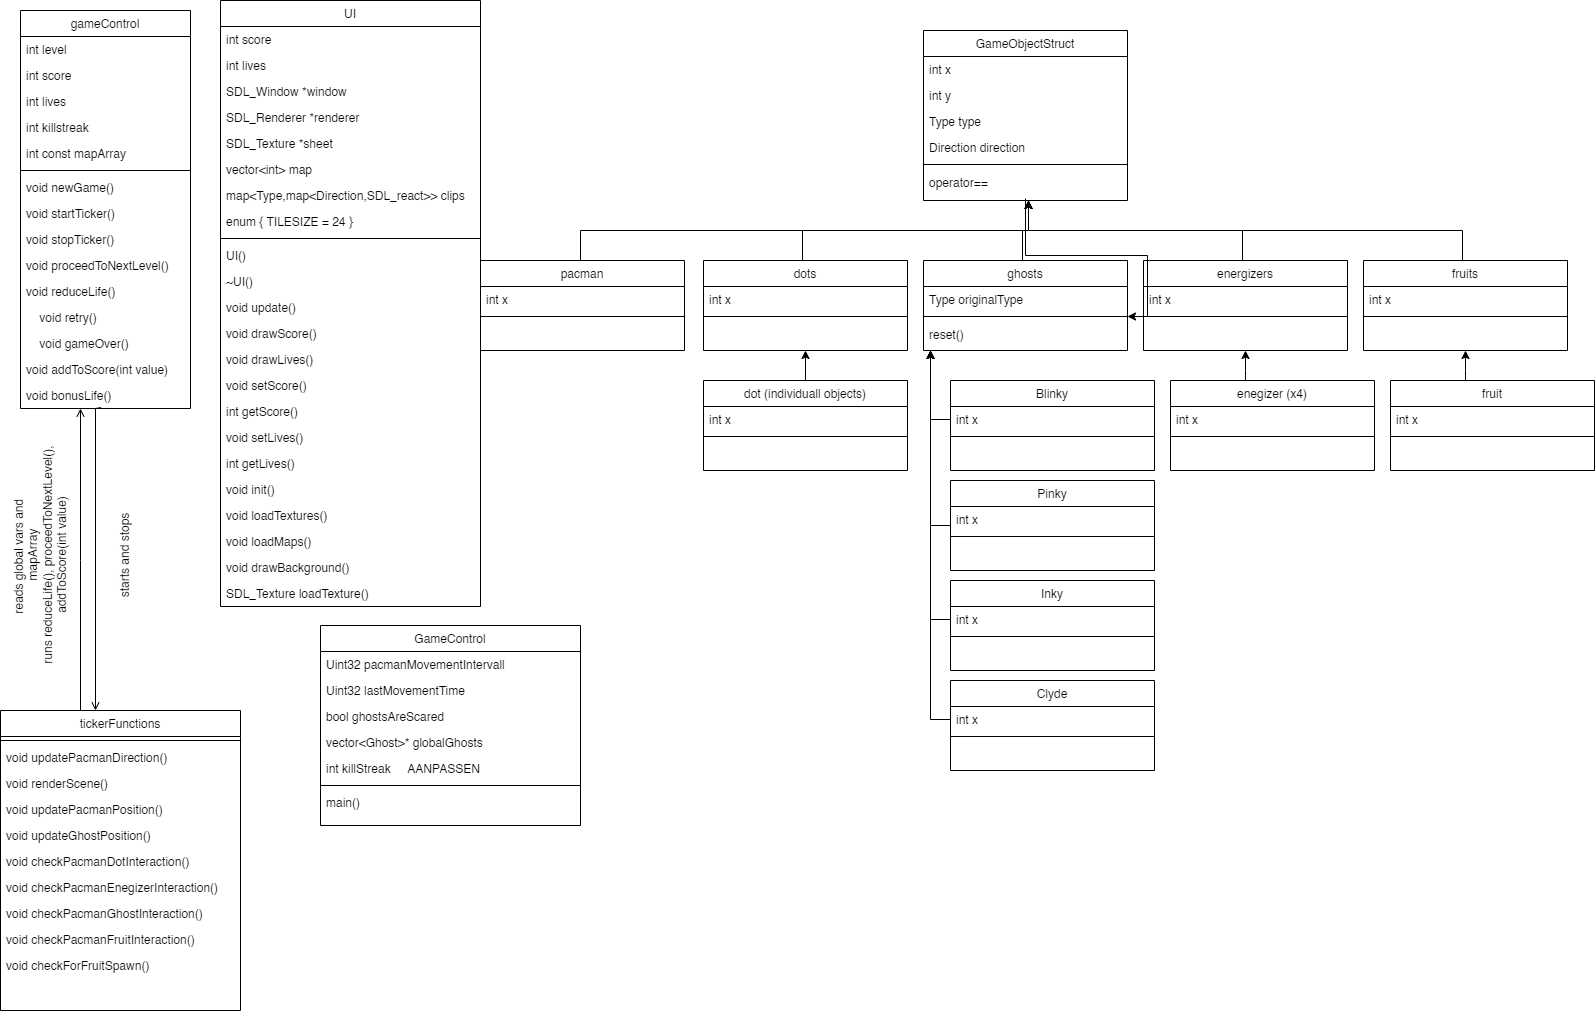 gameControl
int level
int score
int lives
int killstreak
int const mapArray
void newGame()
void startTicker()
void stopTicker()
void proceedToNextLevel()
void reduceLife()
void retry()
void gameOver()
void addToScore(int value)
void bonusLife()
reads global vars and
mapArray
runs reduceLife(), proceedToNextLevel(),
addToScore(int value)
starts and stops
tickerFunctions
void updatePacmanDirection()
void renderScene()
void updatePacmanPosition()
void updateGhostPosition()
void checkPacmanDotInteraction()
void checkPacmanEnegizerInteraction()
void checkPacmanGhostInteraction()
void checkPacmanFruitInteraction()
void checkForFruitSpawn()
UI
int score
int lives
SDL_Window *window
SDL_Renderer *renderer
SDL_Texture *sheet
vector<int> map
map<Type,map<Direction,SDL_react>> clips
enum { TILESIZE = 24 }
UI()
~UI()
void update()
void drawScore()
void drawLives()
void setScore()
int getScore()
void setLives()
int getLives()
void init()
void loadTextures()
void loadMaps()
void drawBackground()
SDL_Texture loadTexture()
GameControl
Uint32 pacmanMovementIntervall
Uint32 lastMovementTime
bool ghostsAreScared
vector<Ghost>* globalGhosts
int killStreak AANPASSEN
main()
GameObjectStruct
int x
int y
Type type
Direction direction
operator==
pacman
int x
dots
int x
ghosts
Type originalType
reset()
energizers
int x
fruits
int x
dot (individuall objects)
int x
Blinky
int x
Pinky
int x
Inky
int x
Clyde
int x
enegizer (x4)
int x
fruit
int x